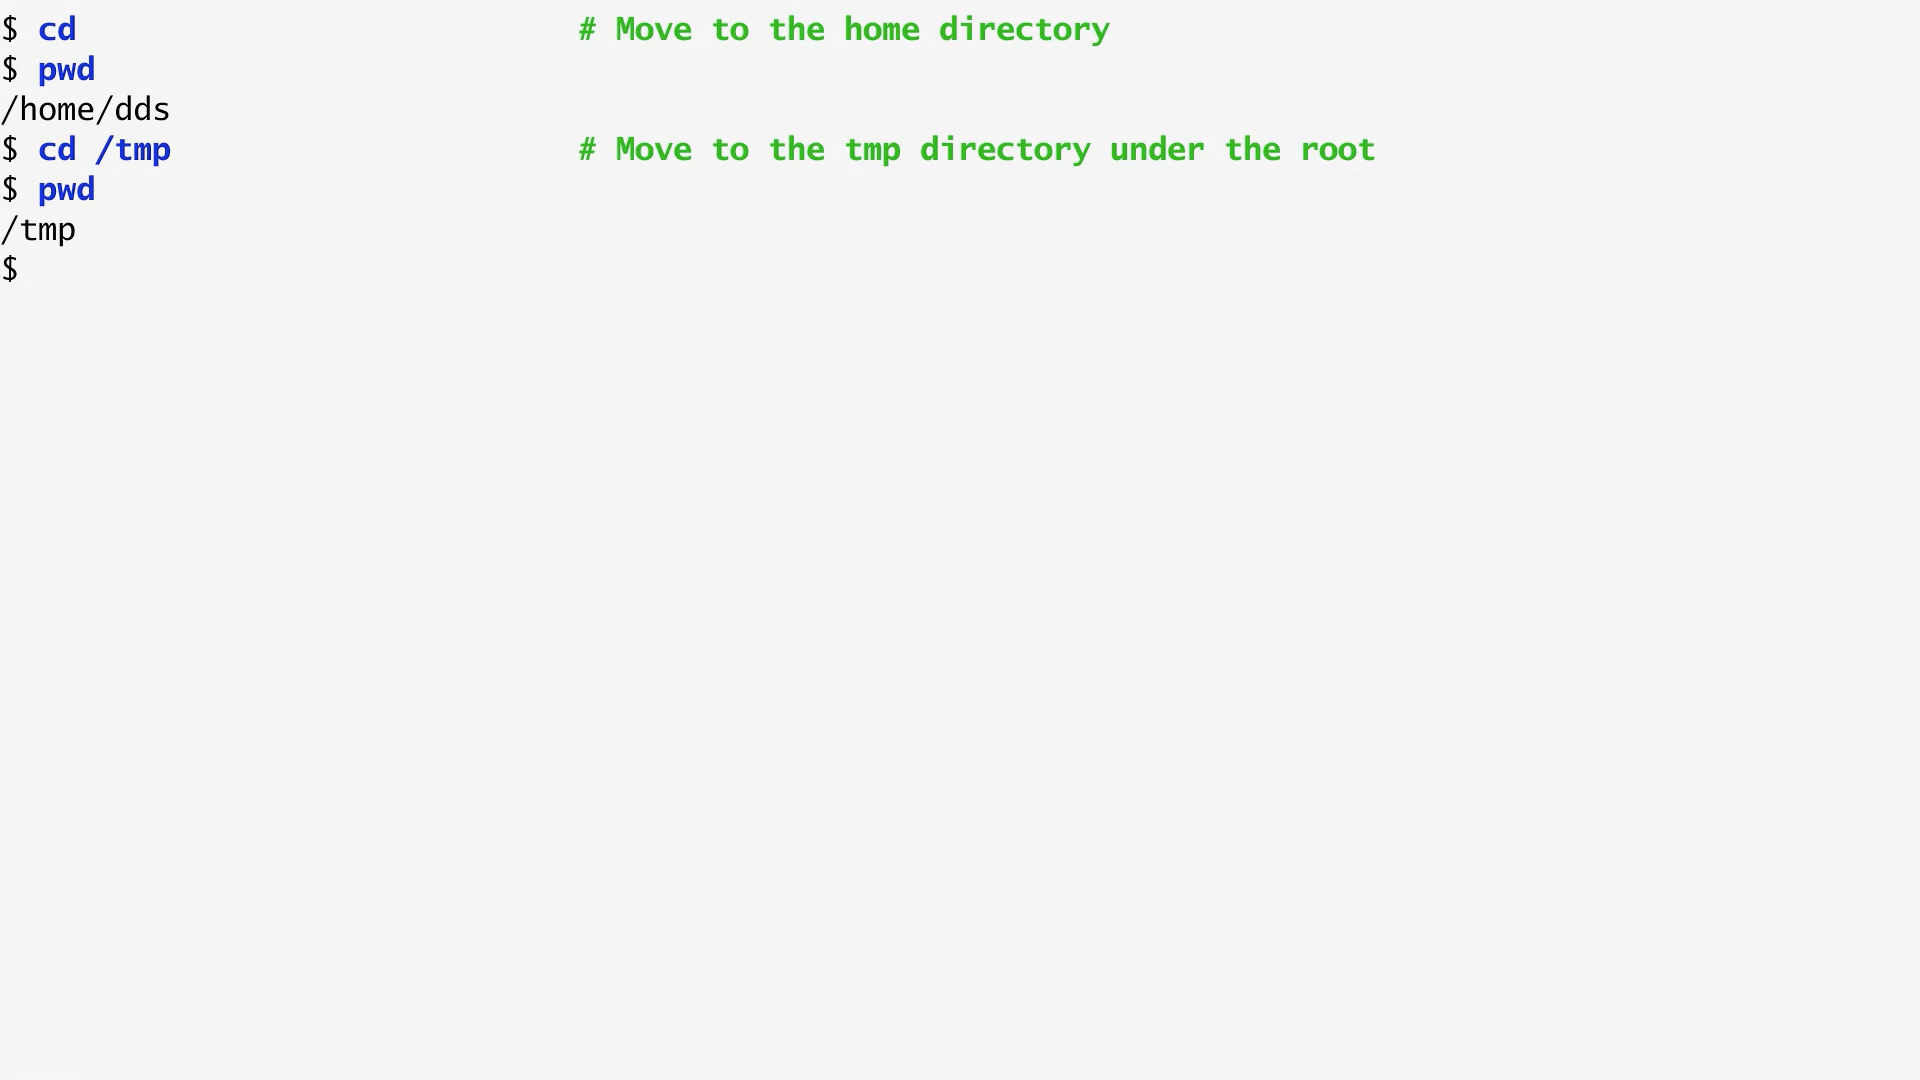 $ cd # Move to the home directory
$ pwd
/home/dds
$ cd /tmp # Move to the tmp directory under the root
$ pwd
/tmp
$